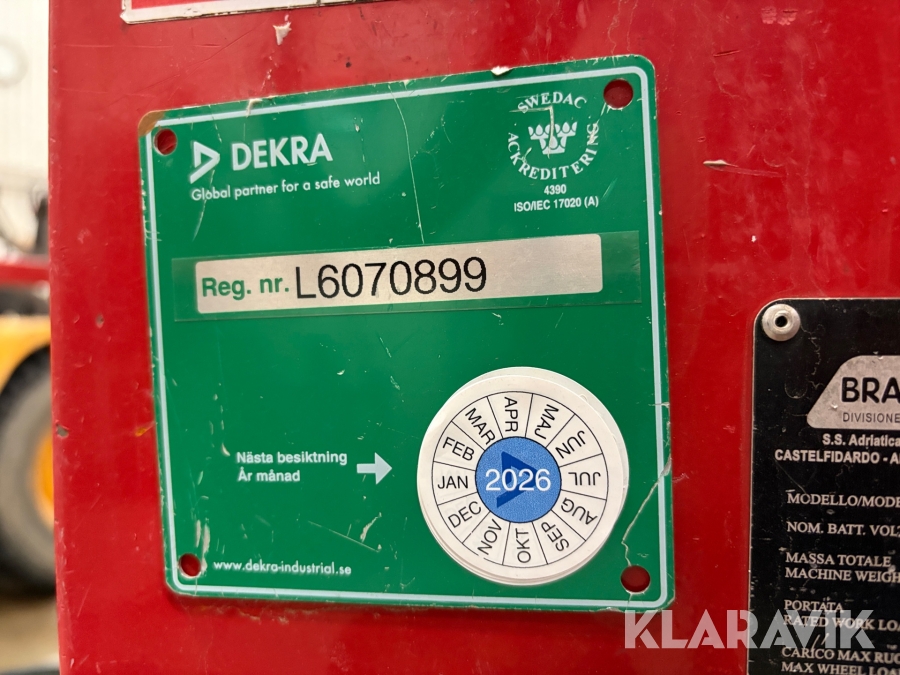 DEKRA
Global partner for a safe world
SWEDAC
ACKREDITERING
4390
ISO/IEC 17020 (A)
Reg. nr. L6070899
Nästa besiktning
År månad
JAN
FEB
MAR
APR
MAJ
JUN
JUL
AUG
SEP
OKT
NOV
DEC
2026
www.dekra-industrial.se
BRA
DIVISIONE
S.S. Adriatica
CASTELFIDARDO - A
MODELLO/MODE
NOM. BATT. VOLT
MASSA TOTALE
MACHINE WEIGH
PORTATA
RATED WORK LOA
CARICO MAX RUO
MAX WHEEL LOA
KLARAVIK